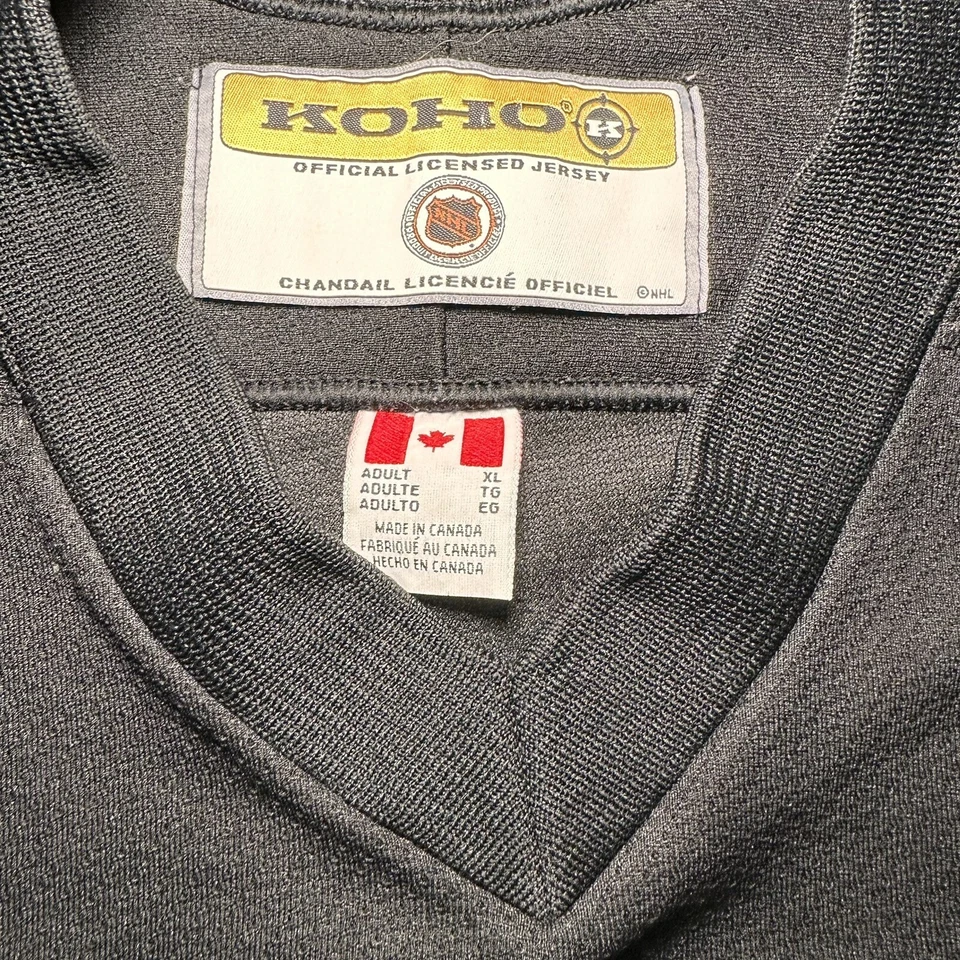 KOHO® K
OFFICIAL LICENSED JERSEY
NHL
CHANDAIL LICENCIÉ OFFICIEL ©NHL
ADULT XL
ADULTE TG
ADULTO EG
MADE IN CANADA
FABRIQUÉ AU CANADA
HECHO EN CANADA